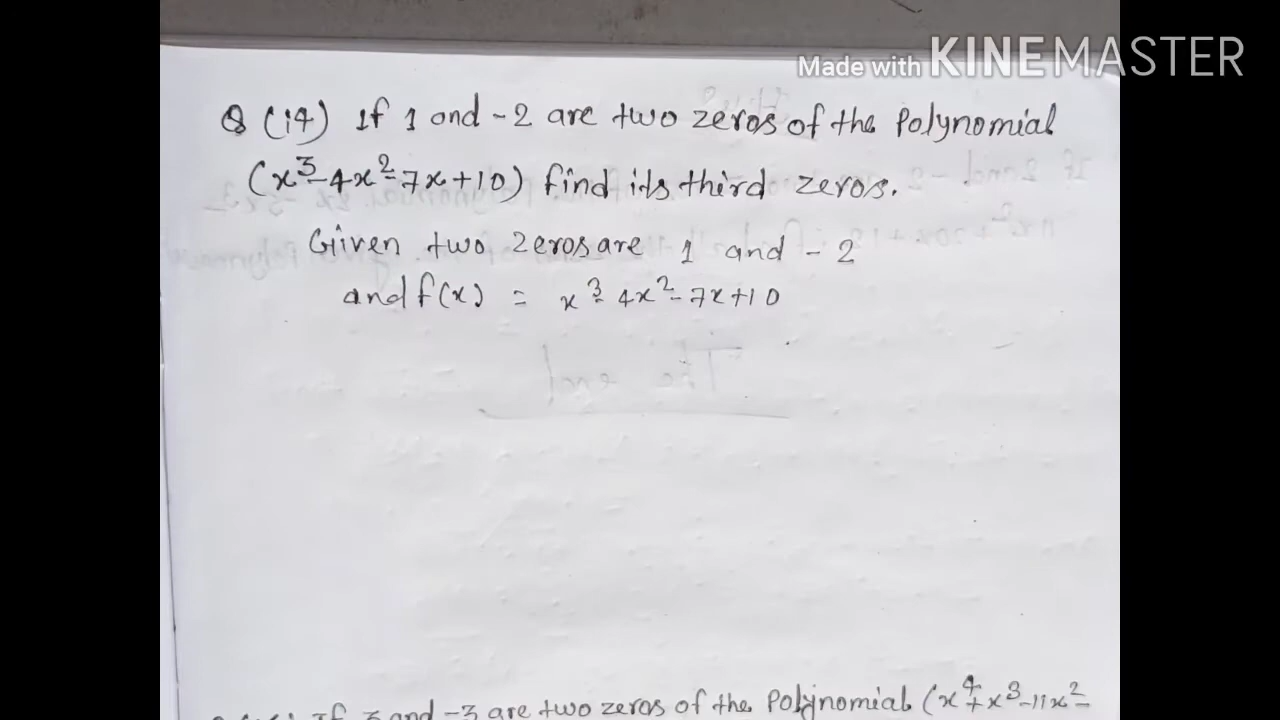 Made with KINEMASTER
Q (14) If 1 and -2 are two zeros of the Polynomial
(x³-4x²-7x+10) find its third zeros.
Given two zeros are 1 and -2
and f(x) = x³-4x²-7x+10
The end
If 3 and -3 are two zeros of the Polynomial (x⁴+x³-11x²-